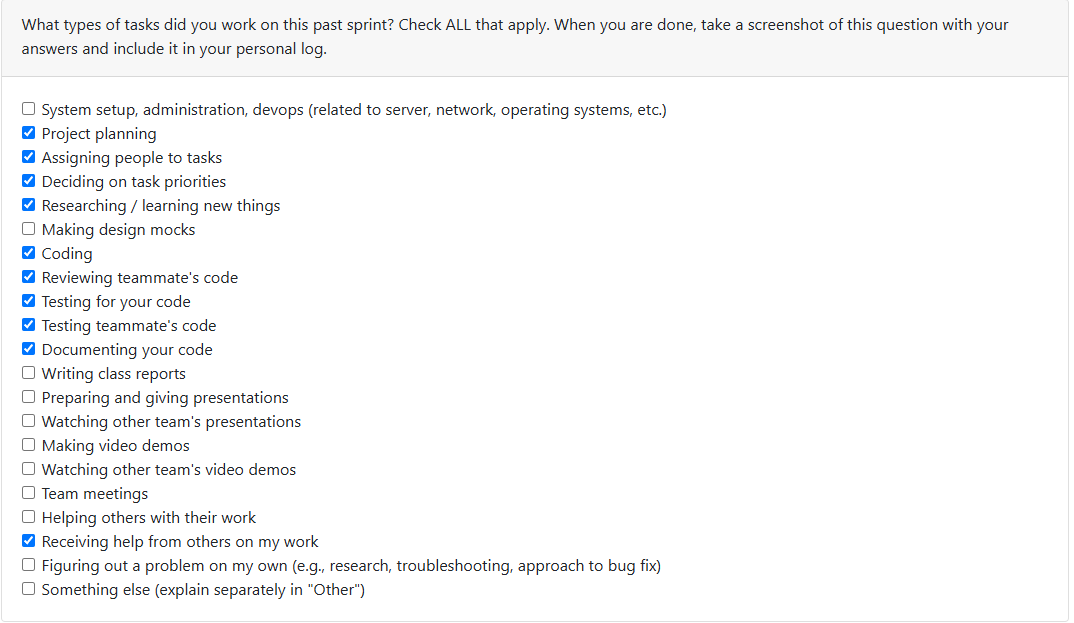 What types of tasks did you work on this past sprint? Check ALL that apply. When you are done, take a screenshot of this question with your
answers and include it in your personal log.
System setup, administration, devops (related to server, network, operating systems, etc.)
Project planning
Assigning people to tasks
Deciding on task priorities
Researching / learning new things
Making design mocks
Coding
Reviewing teammate's code
Testing for your code
Testing teammate's code
Documenting your code
Writing class reports
Preparing and giving presentations
Watching other team's presentations
Making video demos
Watching other team's video demos
Team meetings
Helping others with their work
Receiving help from others on my work
Figuring out a problem on my own (e.g., research, troubleshooting, approach to bug fix)
Something else (explain separately in "Other")